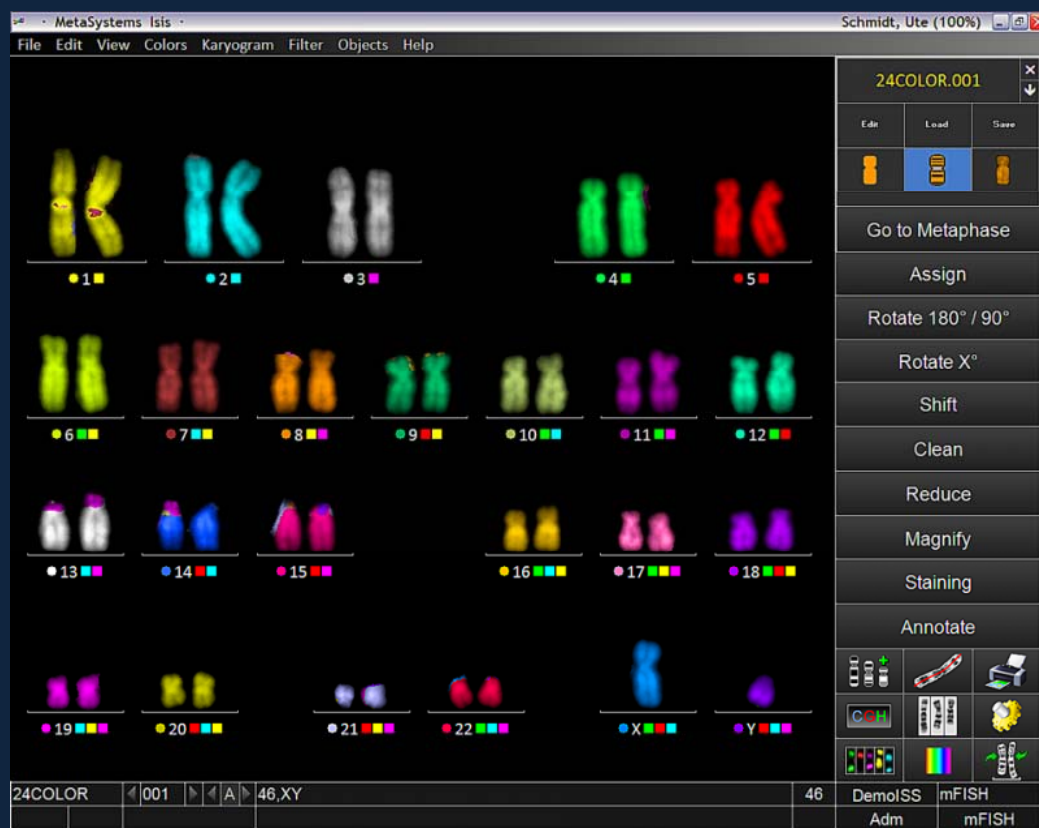 MetaSystems Isis
Schmidt, Ute (100%)
File Edit View Colors Karyogram Filter Objects Help
24COLOR.001
Edit Load Save
Go to Metaphase
Assign
Rotate 180° / 90°
Rotate X°
Shift
Clean
Reduce
Magnify
Staining
Annotate
CGH
1 2 3 4 5
6 7 8 9 10 11 12
13 14 15 16 17 18
19 20 21 22 X Y
24COLOR 001 A 46,XY 46 DemoISS mFISH
Adm mFISH